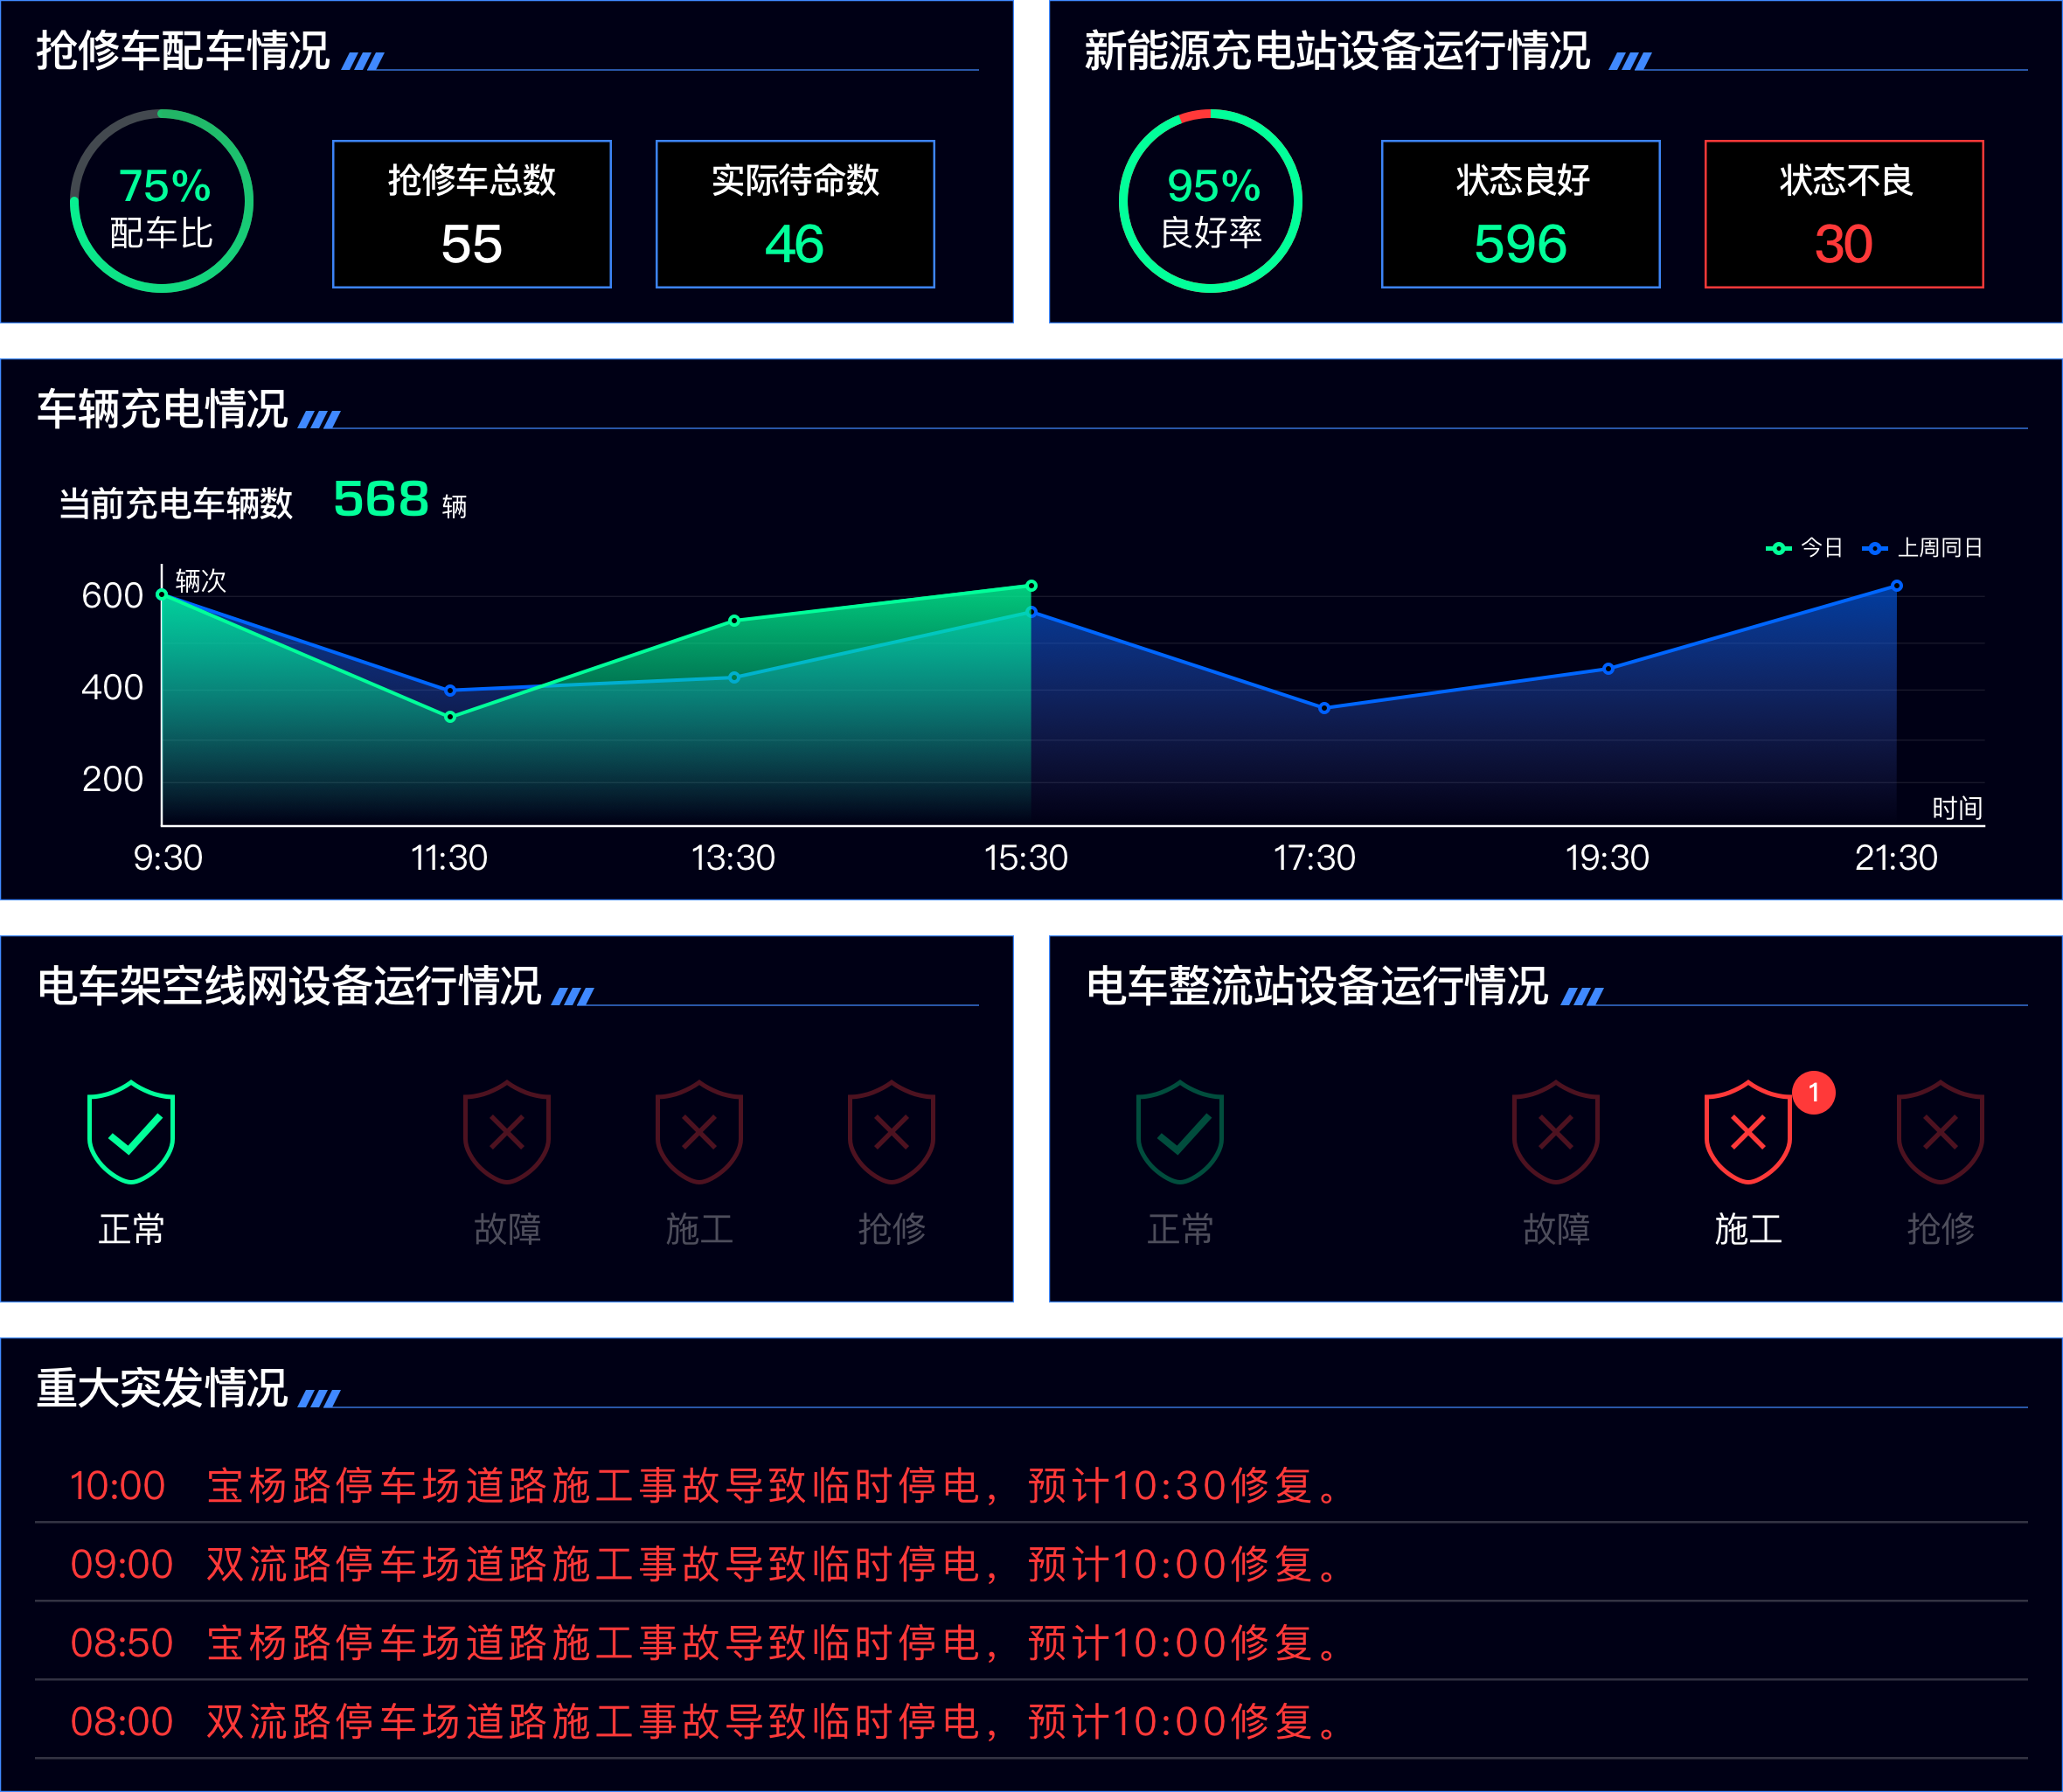 抢修车配车情况
75%
配车比
抢修车总数
55
实际待命数
46
新能源充电站设备运行情况
95%
良好率
状态良好
596
状态不良
30
车辆充电情况
当前充电车辆数 568 辆
今日 上周同日
辆次
600
400
200
时间
9:30 11:30 13:30 15:30 17:30 19:30 21:30
电车架空线网设备运行情况
正常 故障 施工 抢修
电车整流站设备运行情况
1
正常 故障 施工 抢修
重大突发情况
10:00 宝杨路停车场道路施工事故导致临时停电，预计10:30修复。
09:00 双流路停车场道路施工事故导致临时停电，预计10:00修复。
08:50 宝杨路停车场道路施工事故导致临时停电，预计10:00修复。
08:00 双流路停车场道路施工事故导致临时停电，预计10:00修复。